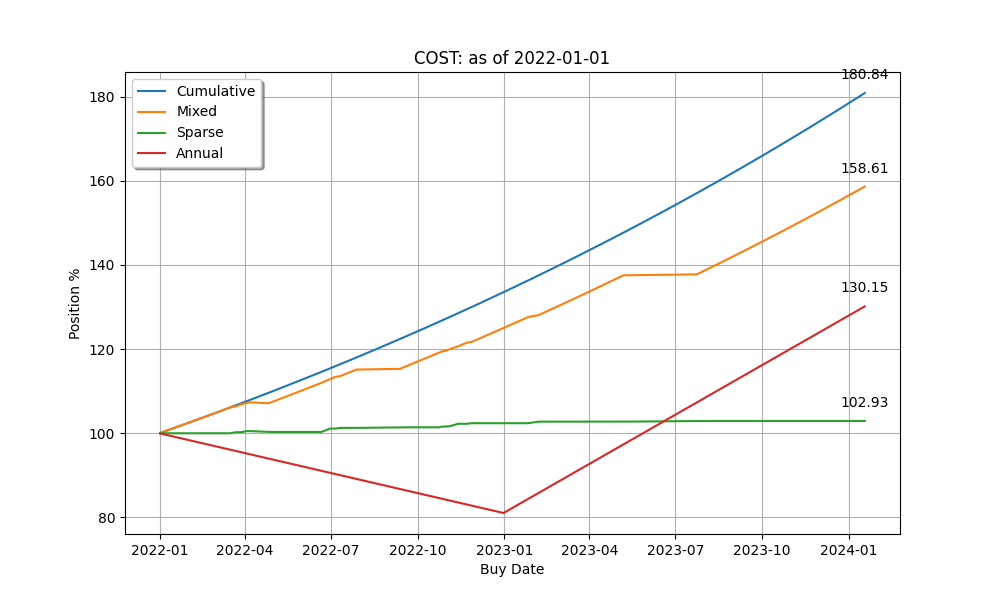 COST: as of 2022-01-01
180.84
Cumulative
Mixed
Sparse
Annual
158.61
130.15
102.93
Position %
180
160
140
120
100
80
2022-01 2022-04 2022-07 2022-10 2023-01 2023-04 2023-07 2023-10 2024-01
Buy Date